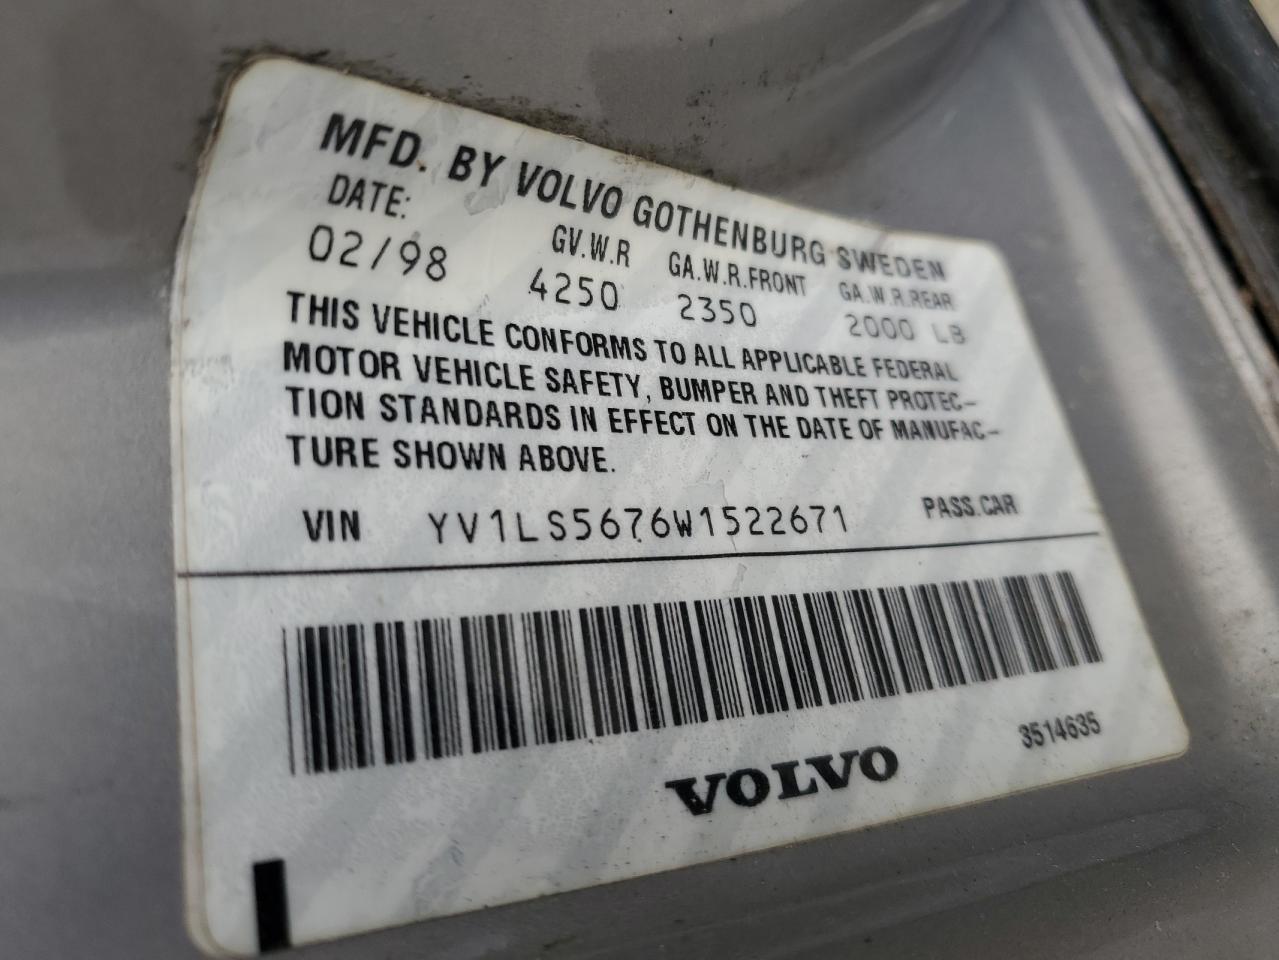 MFD. BY VOLVO GOTHENBURG SWEDEN
DATE: GV.W.R GA.W.R.FRONT GA.W.R.REAR
02/98 4250 2350 2000 LB
THIS VEHICLE CONFORMS TO ALL APPLICABLE FEDERAL
MOTOR VEHICLE SAFETY, BUMPER AND THEFT PROTEC-
TION STANDARDS IN EFFECT ON THE DATE OF MANUFAC-
TURE SHOWN ABOVE.
VIN YV1LS5676W1522671 PASS.CAR
3514635
VOLVO